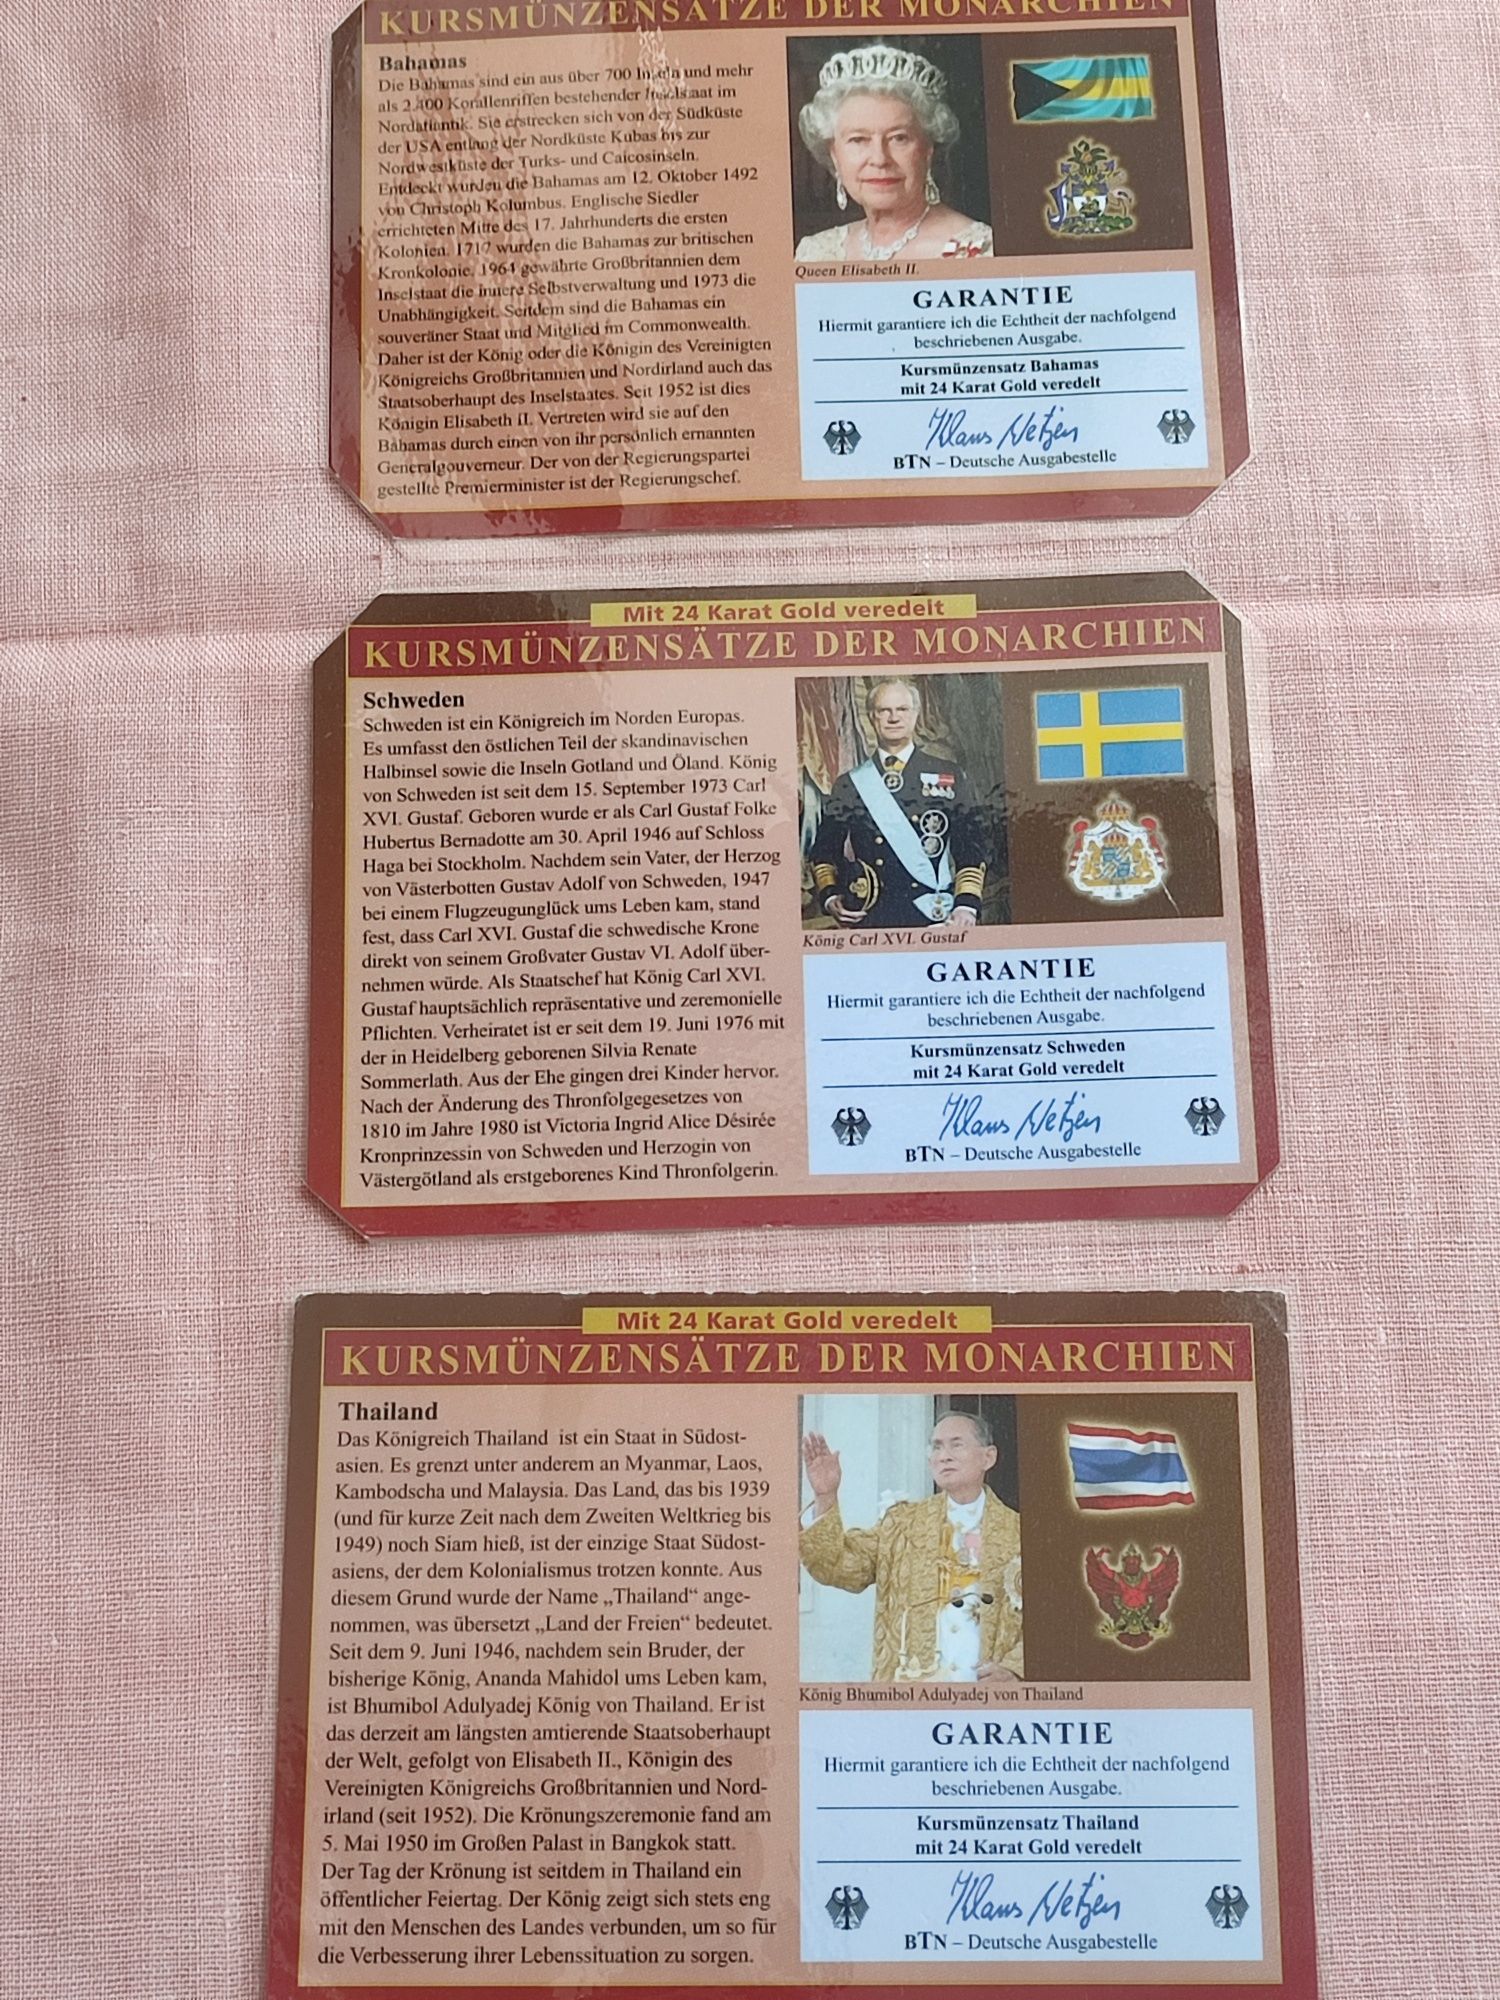 KURSMÜNZENSÄTZE DER MONARCHIEN
Bahamas
Die Bahamas sind ein aus über 700 Inseln und mehr
als 2.400 Korallenriffen bestehender Inselstaat im
Nordatlantik. Sie erstrecken sich von der Südküste
der USA entlang der Nordküste Kubas bis zur
Nordwestküste der Turks- und Caicosinseln.
Entdeckt wurden die Bahamas am 12. Oktober 1492
von Christoph Kolumbus. Englische Siedler
errichteten Mitte des 17. Jahrhunderts die ersten
Kolonien. 1717 wurden die Bahamas zur britischen
Kronkolonie. 1964 gewährte Großbritannien dem
Inselstaat die innere Selbstverwaltung und 1973 die
Unabhängigkeit. Seitdem sind die Bahamas ein
souveräner Staat und Mitglied im Commonwealth.
Daher ist der König oder die Königin des Vereinigten
Königreichs Großbritannien und Nordirland auch das
Staatsoberhaupt des Inselstaates. Seit 1952 ist dies
Königin Elisabeth II. Vertreten wird sie auf den
Bahamas durch einen von ihr persönlich ernannten
Generalgouverneur. Der von der Regierungspartei
gestellte Premierminister ist der Regierungschef.
Queen Elisabeth II.
GARANTIE
Hiermit garantiere ich die Echtheit der nachfolgend
beschriebenen Ausgabe.
Kursmünzensatz Bahamas
mit 24 Karat Gold veredelt
Klaus Netzen
BTN – Deutsche Ausgabestelle
Mit 24 Karat Gold veredelt
KURSMÜNZENSÄTZE DER MONARCHIEN
Schweden
Schweden ist ein Königreich im Norden Europas.
Es umfasst den östlichen Teil der skandinavischen
Halbinsel sowie die Inseln Gotland und Öland. König
von Schweden ist seit dem 15. September 1973 Carl
XVI. Gustaf. Geboren wurde er als Carl Gustaf Folke
Hubertus Bernadotte am 30. April 1946 auf Schloss
Haga bei Stockholm. Nachdem sein Vater, der Herzog
von Västerbotten Gustav Adolf von Schweden, 1947
bei einem Flugzeugunglück ums Leben kam, stand
fest, dass Carl XVI. Gustaf die schwedische Krone
direkt von seinem Großvater Gustav VI. Adolf über-
nehmen würde. Als Staatschef hat König Carl XVI.
Gustaf hauptsächlich repräsentative und zeremonielle
Pflichten. Verheiratet ist er seit dem 19. Juni 1976 mit
der in Heidelberg geborenen Silvia Renate
Sommerlath. Aus der Ehe gingen drei Kinder hervor.
Nach der Änderung des Thronfolgegesetzes von
1810 im Jahre 1980 ist Victoria Ingrid Alice Désirée
Kronprinzessin von Schweden und Herzogin von
Västergötland als erstgeborenes Kind Thronfolgerin.
König Carl XVI. Gustaf
GARANTIE
Hiermit garantiere ich die Echtheit der nachfolgend
beschriebenen Ausgabe.
Kursmünzensatz Schweden
mit 24 Karat Gold veredelt
Klaus Netzen
BTN – Deutsche Ausgabestelle
Mit 24 Karat Gold veredelt
KURSMÜNZENSÄTZE DER MONARCHIEN
Thailand
Das Königreich Thailand ist ein Staat in Südost-
asien. Es grenzt unter anderem an Myanmar, Laos,
Kambodscha und Malaysia. Das Land, das bis 1939
(und für kurze Zeit nach dem Zweiten Weltkrieg bis
1949) noch Siam hieß, ist der einzige Staat Südost-
asiens, der dem Kolonialismus trotzen konnte. Aus
diesem Grund wurde der Name „Thailand“ ange-
nommen, was übersetzt „Land der Freien“ bedeutet.
Seit dem 9. Juni 1946, nachdem sein Bruder, der
bisherige König, Ananda Mahidol ums Leben kam,
ist Bhumibol Adulyadej König von Thailand. Er ist
das derzeit am längsten amtierende Staatsoberhaupt
der Welt, gefolgt von Elisabeth II., Königin des
Vereinigten Königreichs Großbritannien und Nord-
irland (seit 1952). Die Krönungszeremonie fand am
5. Mai 1950 im Großen Palast in Bangkok statt.
Der Tag der Krönung ist seitdem in Thailand ein
öffentlicher Feiertag. Der König zeigt sich stets eng
mit den Menschen des Landes verbunden, um so für
die Verbesserung ihrer Lebenssituation zu sorgen.
König Bhumibol Adulyadej von Thailand
GARANTIE
Hiermit garantiere ich die Echtheit der nachfolgend
beschriebenen Ausgabe.
Kursmünzensatz Thailand
mit 24 Karat Gold veredelt
Klaus Netzen
BTN – Deutsche Ausgabestelle